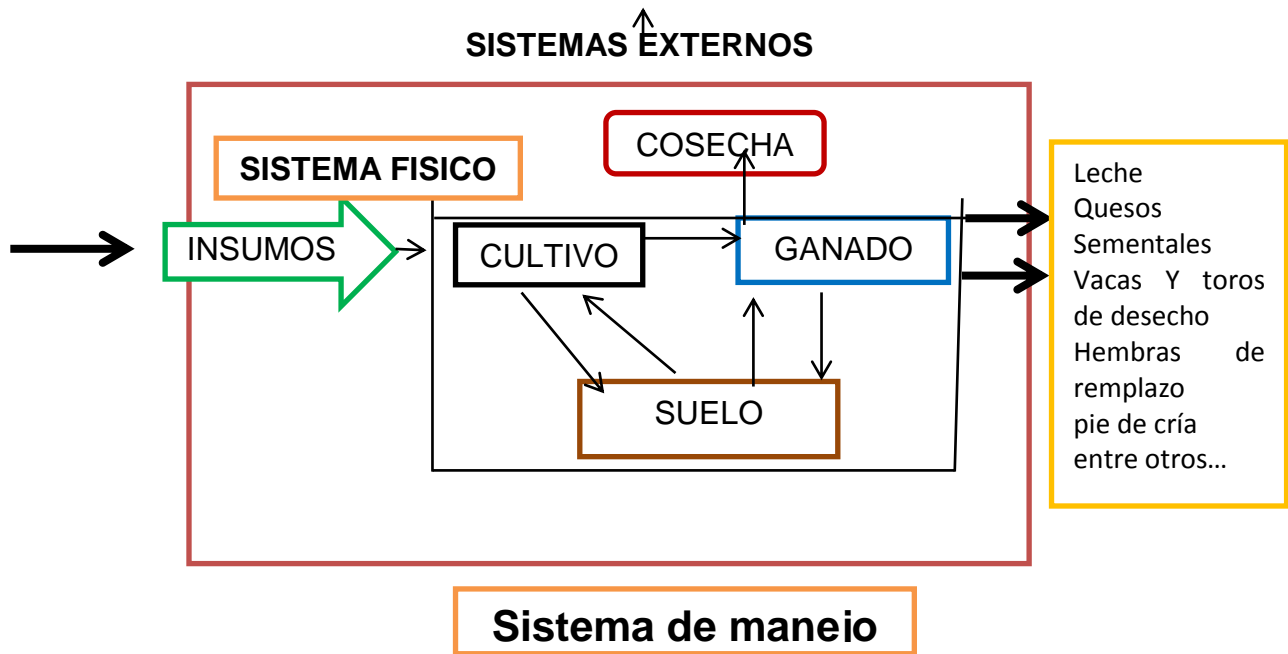 SISTEMAS EXTERNOS
COSECHA
SISTEMA FISICO
INSUMOS
CULTIVO
GANADO
SUELO
Leche
Quesos
Sementales
Vacas Y toros
de desecho
Hembras de
remplazo
pie de cría
entre otros...
Sistema de manejo